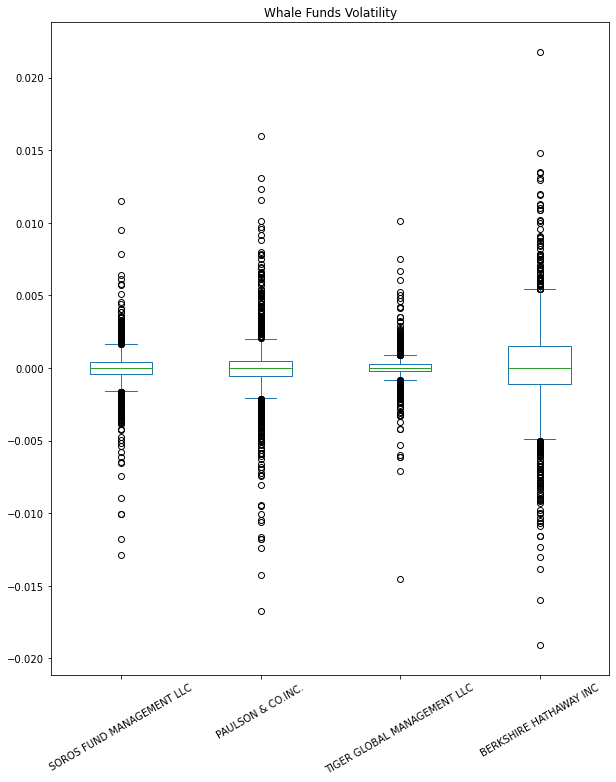 Whale Funds Volatility
0.020
0.015
0.010
0.005
0.000
−0.005
−0.010
−0.015
−0.020
SOROS FUND MANAGEMENT LLC
PAULSON & CO.INC.
TIGER GLOBAL MANAGEMENT LLC
BERKSHIRE HATHAWAY INC